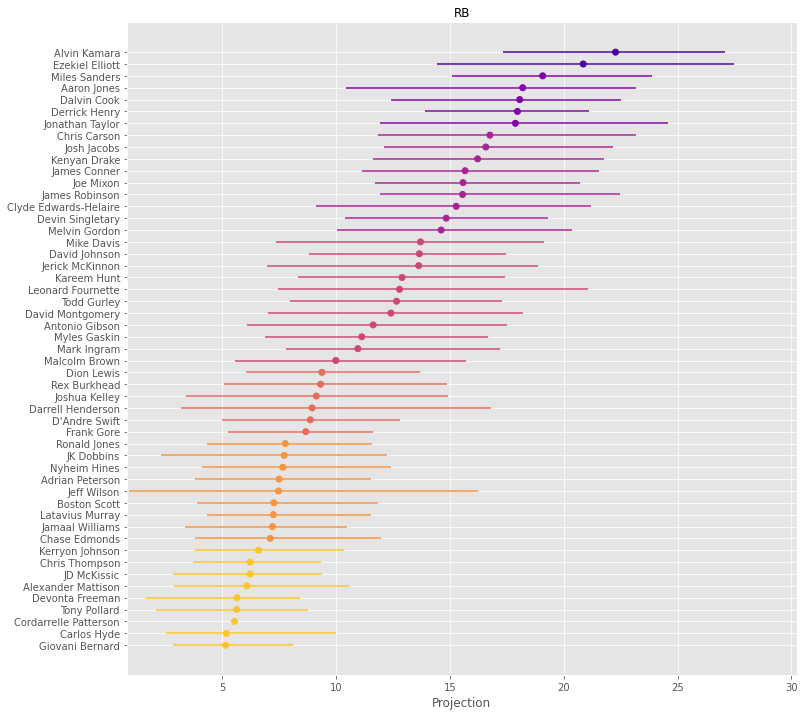 RB
Alvin Kamara
Ezekiel Elliott
Miles Sanders
Aaron Jones
Dalvin Cook
Derrick Henry
Jonathan Taylor
Chris Carson
Josh Jacobs
Kenyan Drake
James Conner
Joe Mixon
James Robinson
Clyde Edwards-Helaire
Devin Singletary
Melvin Gordon
Mike Davis
David Johnson
Jerick McKinnon
Kareem Hunt
Leonard Fournette
Todd Gurley
David Montgomery
Antonio Gibson
Myles Gaskin
Mark Ingram
Malcolm Brown
Dion Lewis
Rex Burkhead
Joshua Kelley
Darrell Henderson
D'Andre Swift
Frank Gore
Ronald Jones
JK Dobbins
Nyheim Hines
Adrian Peterson
Jeff Wilson
Boston Scott
Latavius Murray
Jamaal Williams
Chase Edmonds
Kerryon Johnson
Chris Thompson
JD McKissic
Alexander Mattison
Devonta Freeman
Tony Pollard
Cordarrelle Patterson
Carlos Hyde
Giovani Bernard
5 10 15 20 25 30
Projection